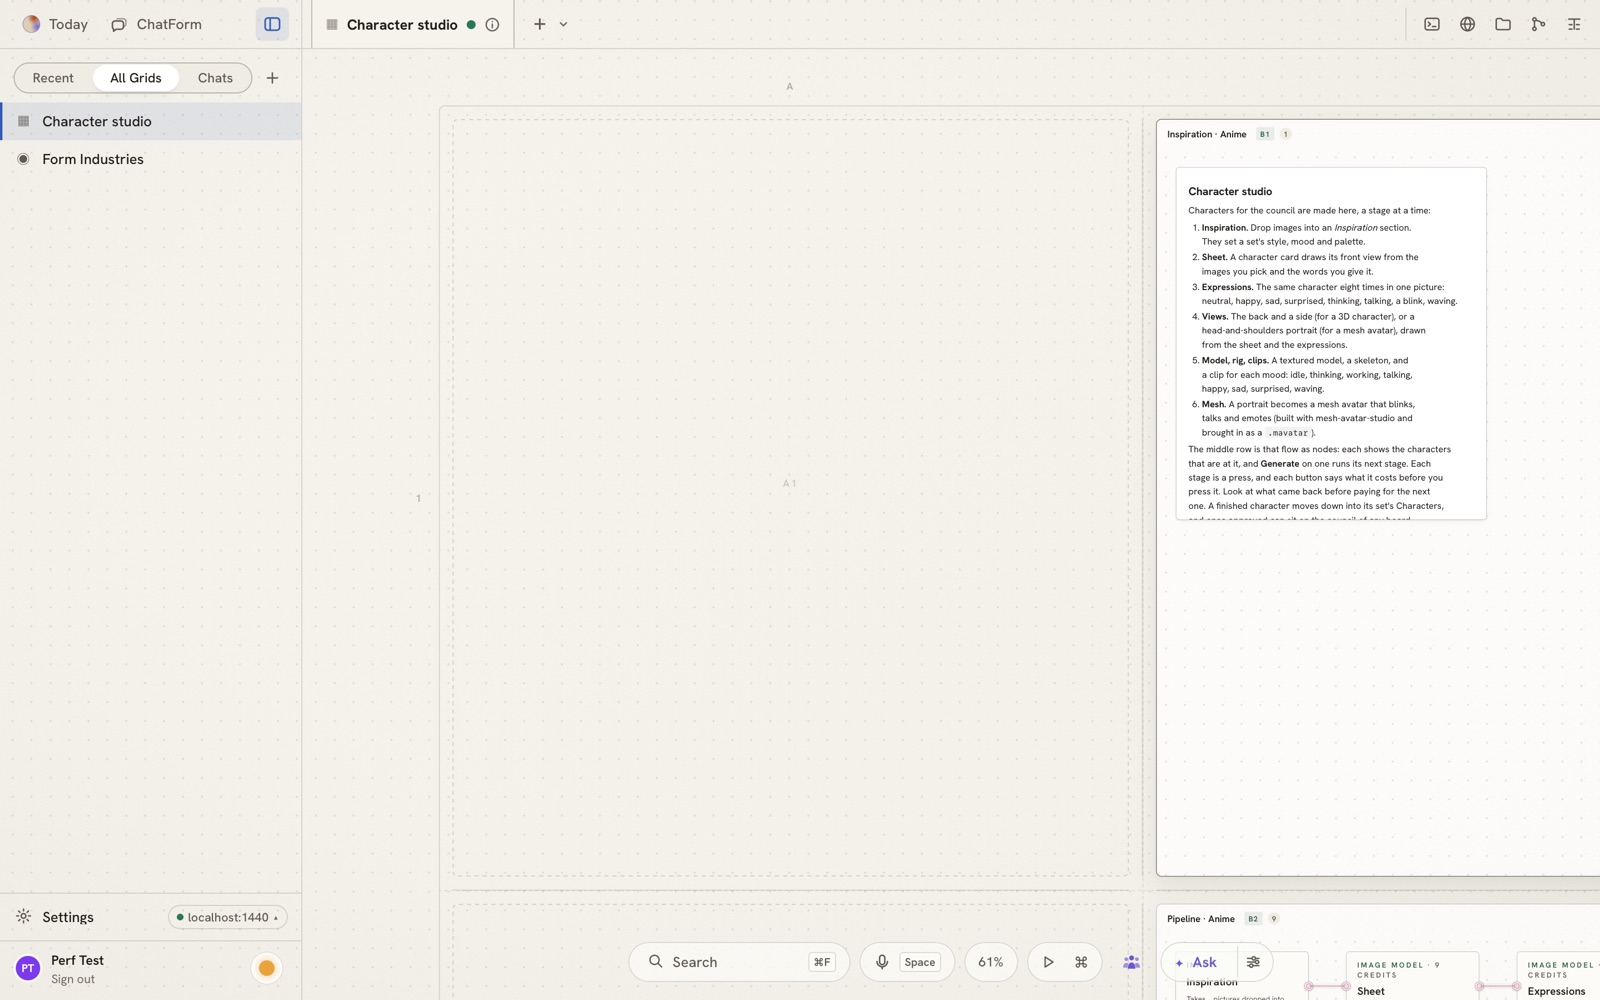 Today
ChatForm
Character studio
Recent
All Grids
Chats
Character studio
Form Industries
A
1
A1
Inspiration · Anime B1 1
Character studio
Characters for the council are made here, a stage at a time:
1. Inspiration. Drop images into an Inspiration section.
They set a set's style, mood and palette.
2. Sheet. A character card draws its front view from the
images you pick and the words you give it.
3. Expressions. The same character eight times in one picture:
neutral, happy, sad, surprised, thinking, talking, a blink, waving.
4. Views. The back and a side (for a 3D character), or a
head-and-shoulders portrait (for a mesh avatar), drawn
from the sheet and the expressions.
5. Model, rig, clips. A textured model, a skeleton, and
a clip for each mood: idle, thinking, working, talking,
happy, sad, surprised, waving.
6. Mesh. A portrait becomes a mesh avatar that blinks,
talks and emotes (built with mesh-avatar-studio and
brought in as a .mavatar ).
The middle row is that flow as nodes: each shows the characters
that are at it, and Generate on one runs its next stage. Each
stage is a press, and each button says what it costs before you
press it. Look at what came back before paying for the next
one. A finished character moves down into its set's Characters,
Pipeline · Anime B2 9
Inspiration
IMAGE MODEL · 9
CREDITS
Sheet
IMAGE MODEL ·
CREDITS
Expressions
Search ⌘F
Space
61%
⌘
Ask
Settings
localhost:1440
PT
Perf Test
Sign out